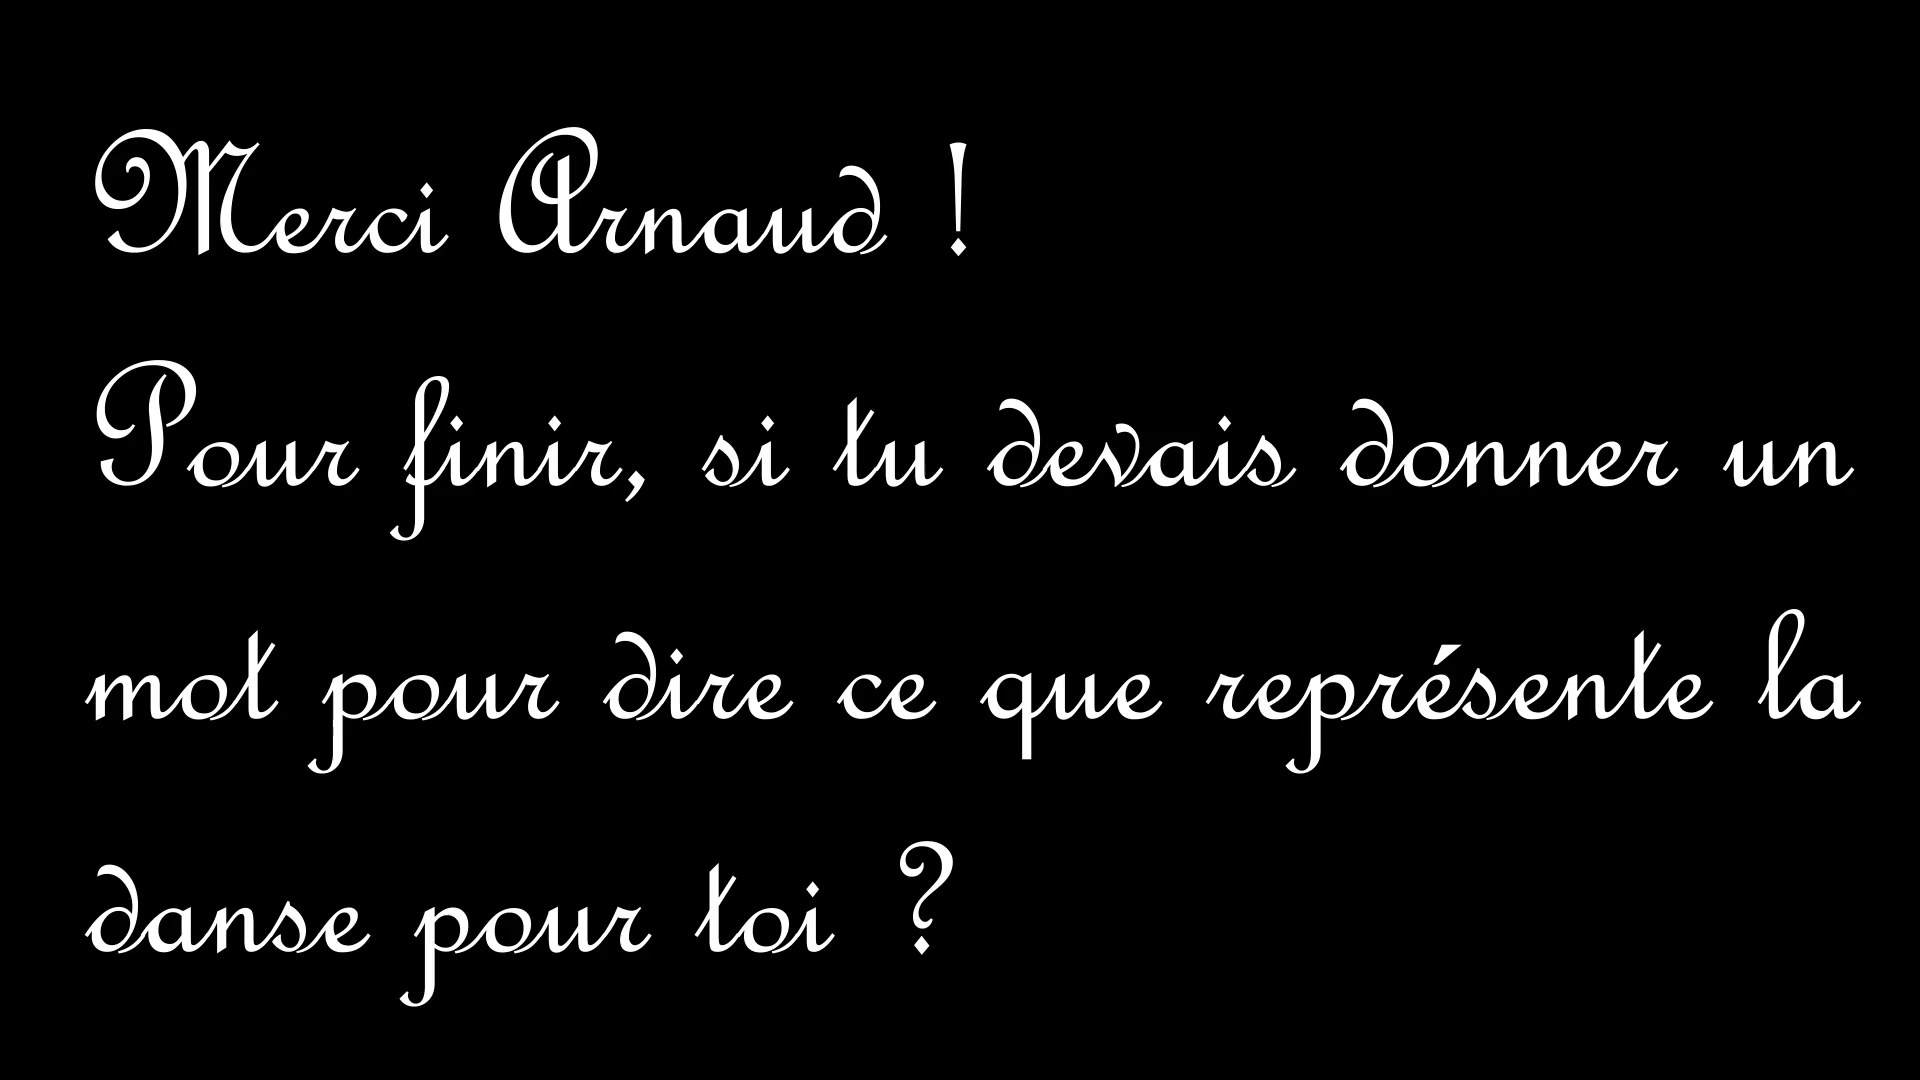 Merci Arnaud !
Pour finir, si tu devais donner un
mot pour dire ce que représente la
danse pour toi ?